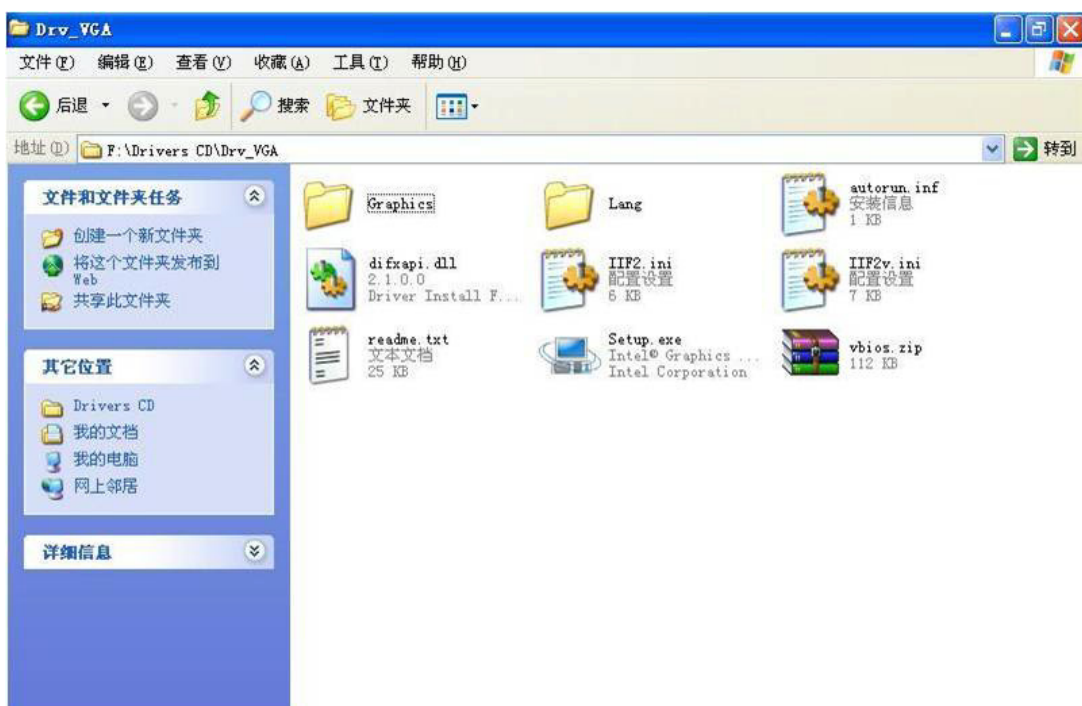 Drv_VGA
文件(F) 编辑(E) 查看(V) 收藏(A) 工具(T) 帮助(H)
后退 搜索 文件夹
地址(D) F:\Drivers CD\Drv_VGA 转到
文件和文件夹任务
创建一个新文件夹
将这个文件夹发布到
Web
共享此文件夹
其它位置
Drivers CD
我的文档
我的电脑
网上邻居
详细信息
Graphics
Lang
autorun.inf
安装信息
1 KB
difxapi.dll
2.1.0.0
Driver Install F...
IIF2.ini
配置设置
6 KB
IIF2v.ini
配置设置
7 KB
readme.txt
文本文档
25 KB
Setup.exe
Intel® Graphics ...
Intel Corporation
vbios.zip
112 KB